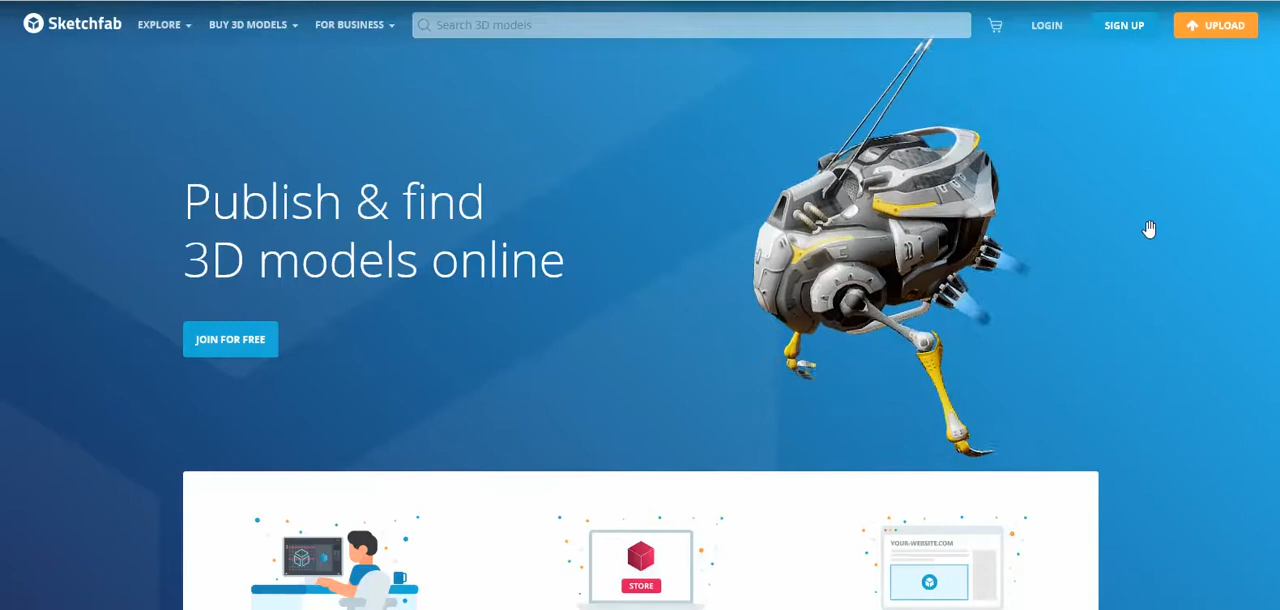 Sketchfab EXPLORE BUY 3D MODELS FOR BUSINESS Search 3D models LOGIN SIGN UP UPLOAD
Publish & find
3D models online
JOIN FOR FREE
YOUR-WEBSITE.COM
STORE